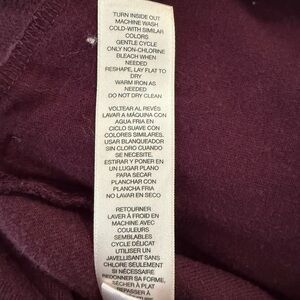 TURN INSIDE OUT
MACHINE WASH
COLD-WITH SIMILAR
COLORS
GENTLE CYCLE
ONLY NON-CHLORINE
BLEACH WHEN
NEEDED
RESHAPE, LAY FLAT TO
DRY
WARM IRON AS
NEEDED
DO NOT DRY CLEAN
VOLTEAR AL REVÉS
LAVAR A MÁQUINA CON
AGUA FRIA EN
CICLO SUAVE CON
COLORES SIMILARES.
USAR BLANQUEADOR
SIN CLORO CUANDO
SE NECESITE.
ESTIRAR Y PONER EN
UN LUGAR PLANO
PARA SECAR
PLANCHAR CON
PLANCHA FRIA
NO LAVAR EN SECO
RETOURNER
LAVER À FROID EN
MACHINE AVEC
COULEURS
SEMBLABLES
CYCLE DÉLICAT
UTILISER UN
JAVELLISANT SANS
CHLORE SEULEMENT
SI NÉCESSAIRE
REDONNER SA FORME,
SÉCHER À PLAT
REPASSER À